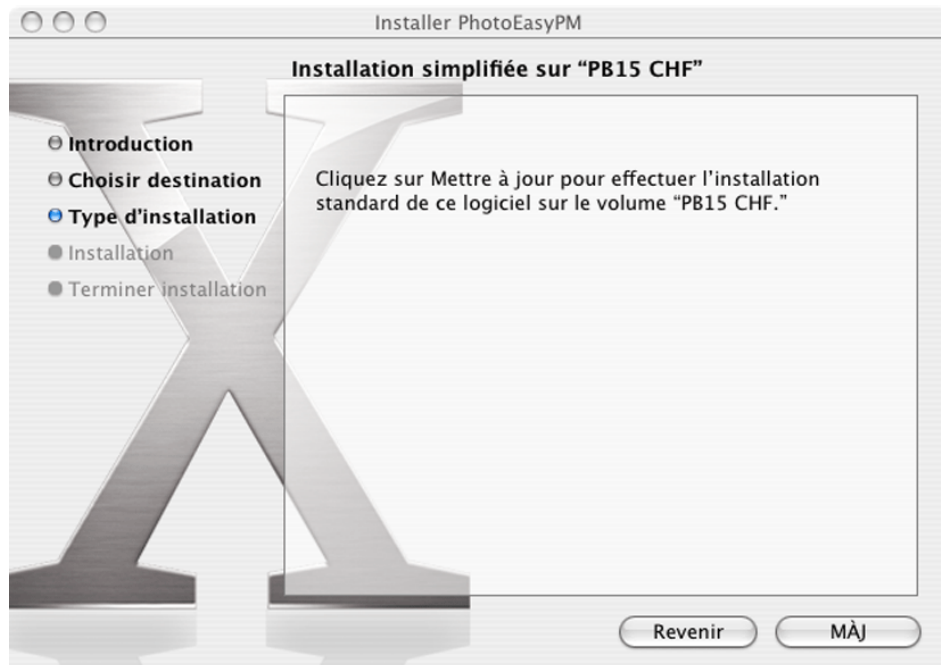 Installer PhotoEasyPM
Installation simplifiée sur “PB15 CHF”
Introduction
Choisir destination
Type d'installation
Installation
Terminer installation
Cliquez sur Mettre à jour pour effectuer l’installation
standard de ce logiciel sur le volume “PB15 CHF.”
Revenir
MÀJ